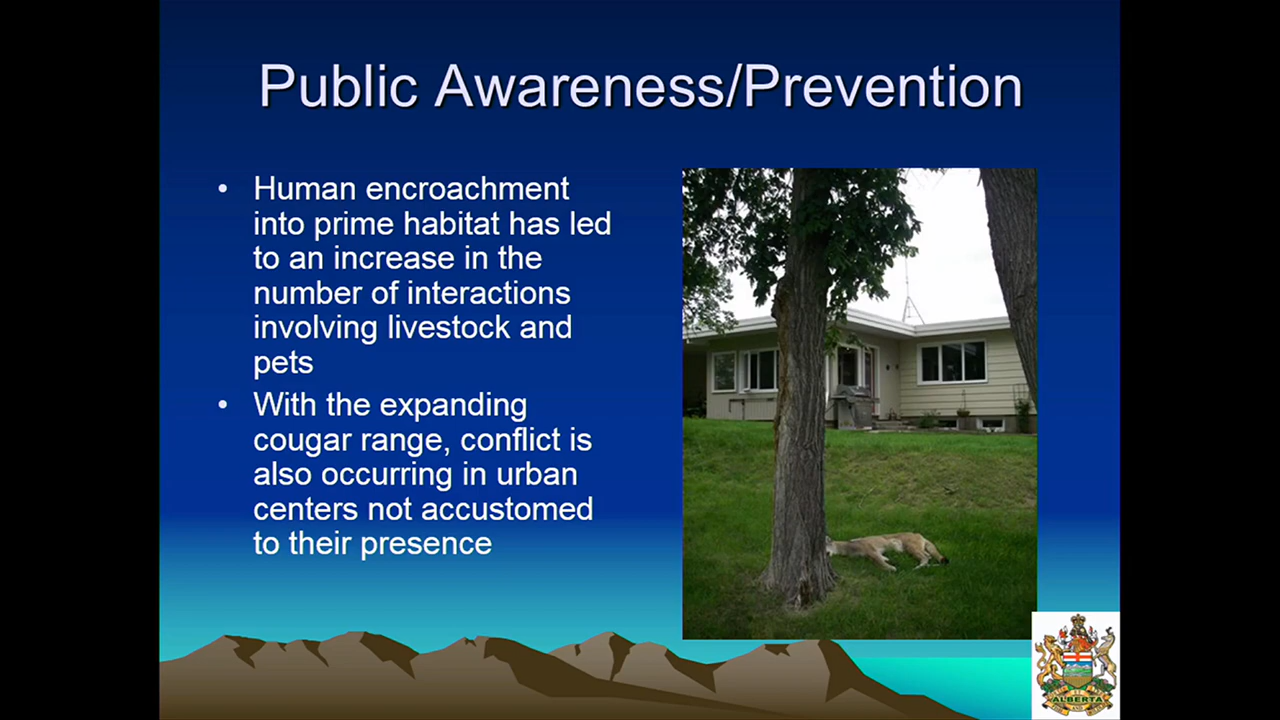 Public Awareness/Prevention
• Human encroachment
into prime habitat has led
to an increase in the
number of interactions
involving livestock and
pets
• With the expanding
cougar range, conflict is
also occurring in urban
centers not accustomed
to their presence
ALBERTA